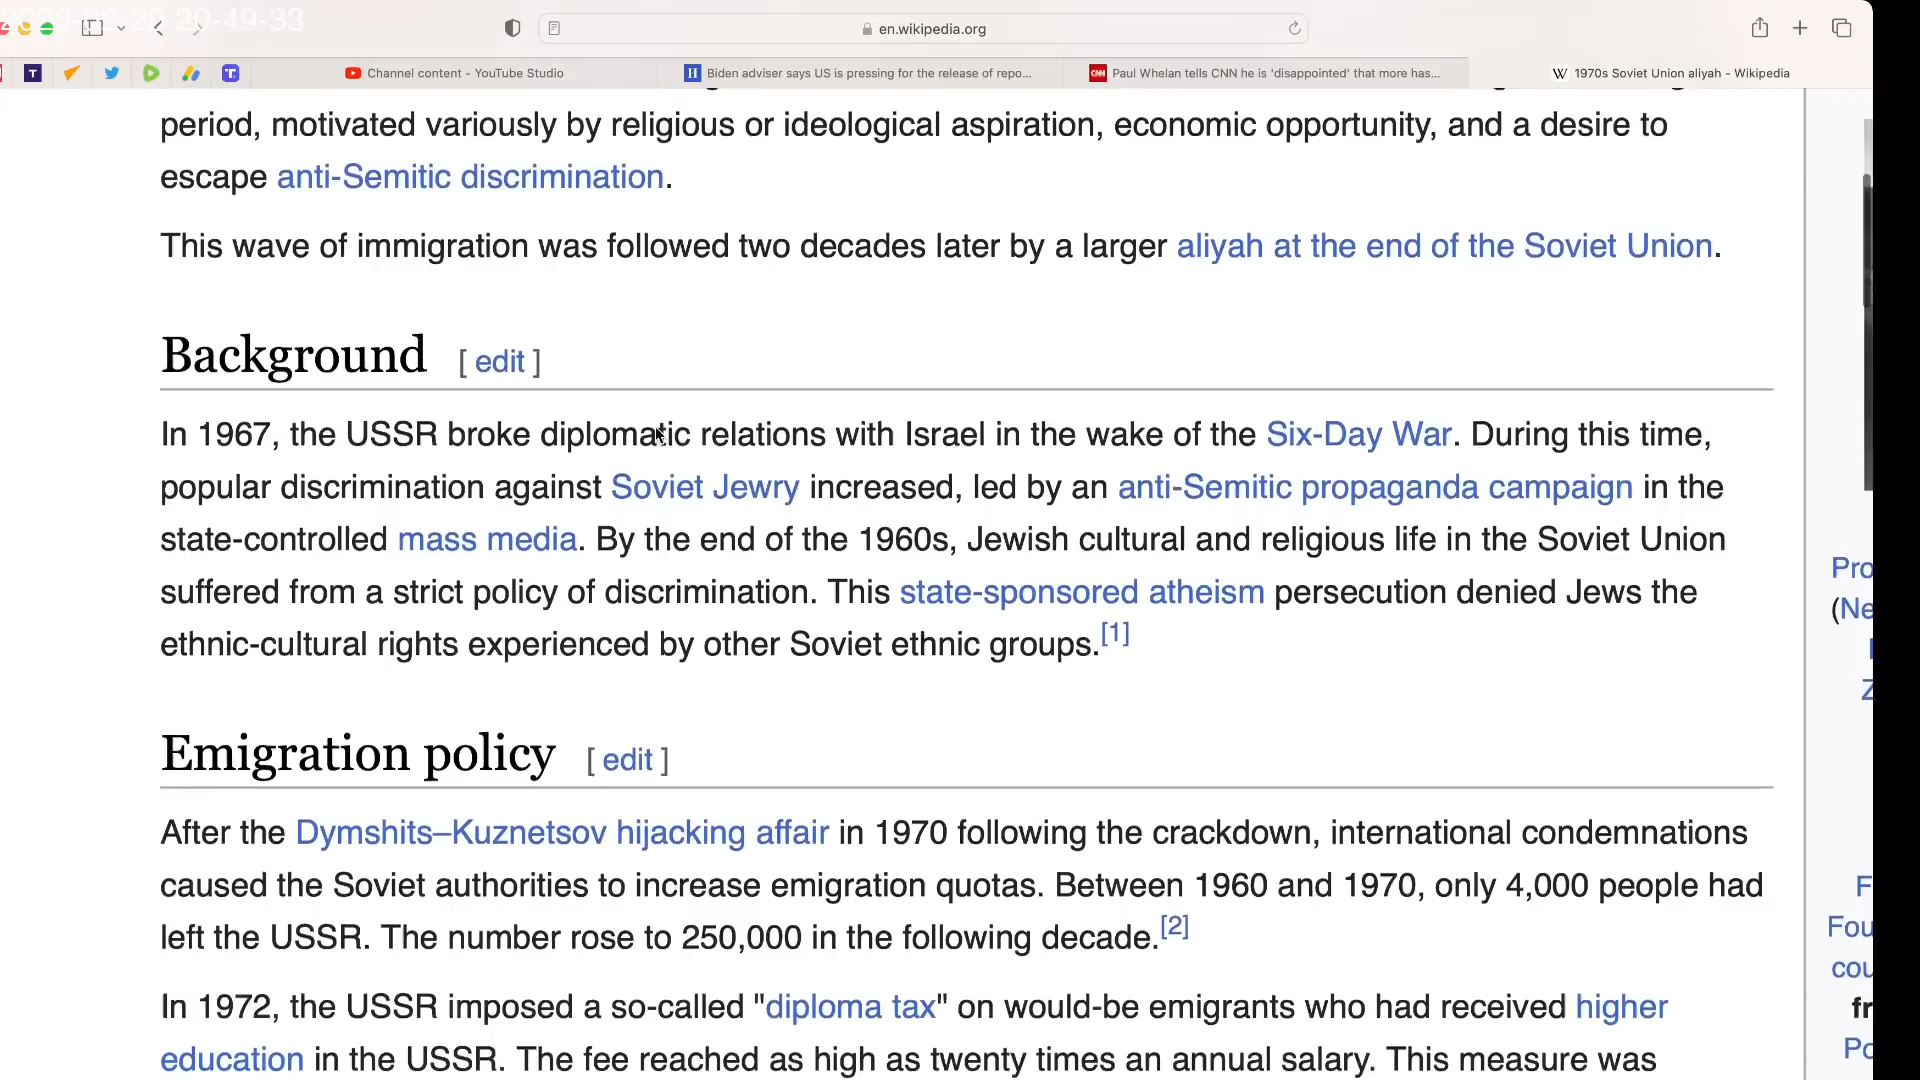 20-49-33
en.wikipedia.org
T
T
Channel content - YouTube Studio
H
Biden adviser says US is pressing for the release of repo...
CNN
Paul Whelan tells CNN he is 'disappointed' that more has...
W
1970s Soviet Union aliyah - Wikipedia
period, motivated variously by religious or ideological aspiration, economic opportunity, and a desire to
escape anti-Semitic discrimination.
This wave of immigration was followed two decades later by a larger aliyah at the end of the Soviet Union.
Background [ edit ]
In 1967, the USSR broke diplomatic relations with Israel in the wake of the Six-Day War. During this time,
popular discrimination against Soviet Jewry increased, led by an anti-Semitic propaganda campaign in the
state-controlled mass media. By the end of the 1960s, Jewish cultural and religious life in the Soviet Union
suffered from a strict policy of discrimination. This state-sponsored atheism persecution denied Jews the
ethnic-cultural rights experienced by other Soviet ethnic groups.[1]
Emigration policy [ edit ]
After the Dymshits–Kuznetsov hijacking affair in 1970 following the crackdown, international condemnations
caused the Soviet authorities to increase emigration quotas. Between 1960 and 1970, only 4,000 people had
left the USSR. The number rose to 250,000 in the following decade.[2]
In 1972, the USSR imposed a so-called "diploma tax" on would-be emigrants who had received higher
education in the USSR. The fee reached as high as twenty times an annual salary. This measure was
Pro
(Ne
Z
F
Fou
cou
fr
Po